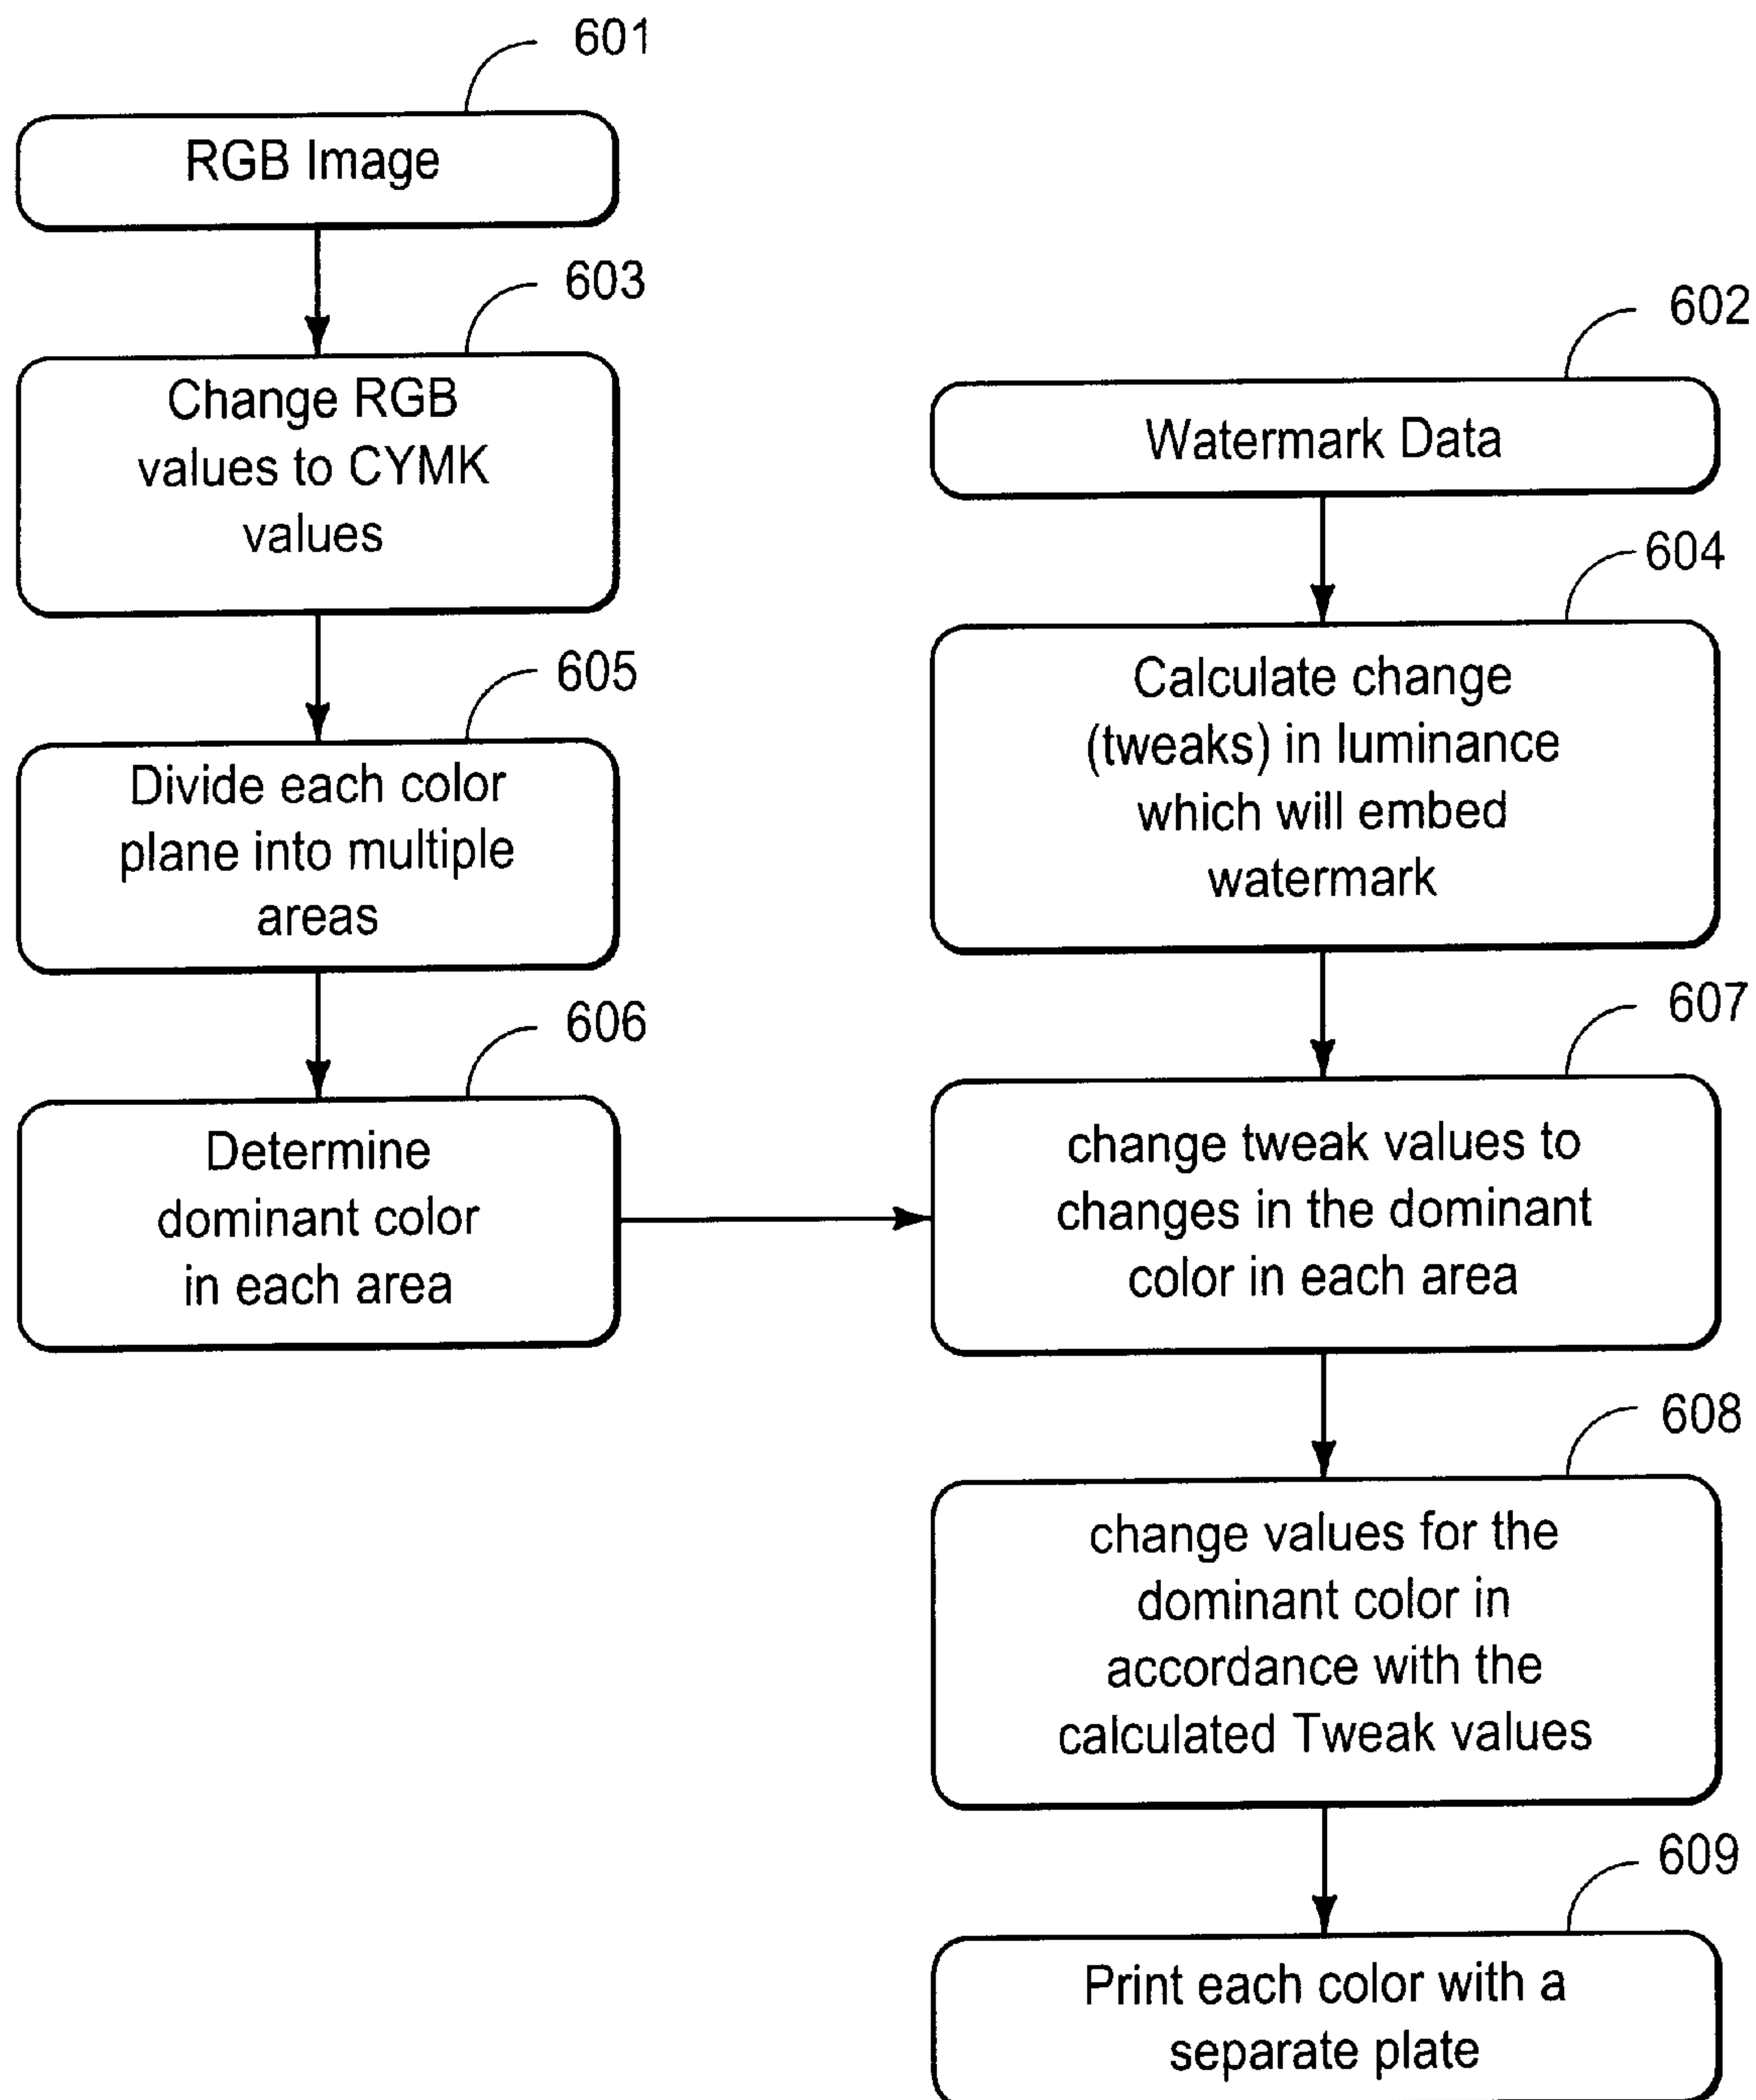 601
RGB Image
603
Change RGB
values to CYMK
values
605
Divide each color
plane into multiple
areas
606
Determine
dominant color
in each area
602
Watermark Data
604
Calculate change
(tweaks) in luminance
which will embed
watermark
607
change tweak values to
changes in the dominant
color in each area
608
change values for the
dominant color in
accordance with the
calculated Tweak values
609
Print each color with a
separate plate